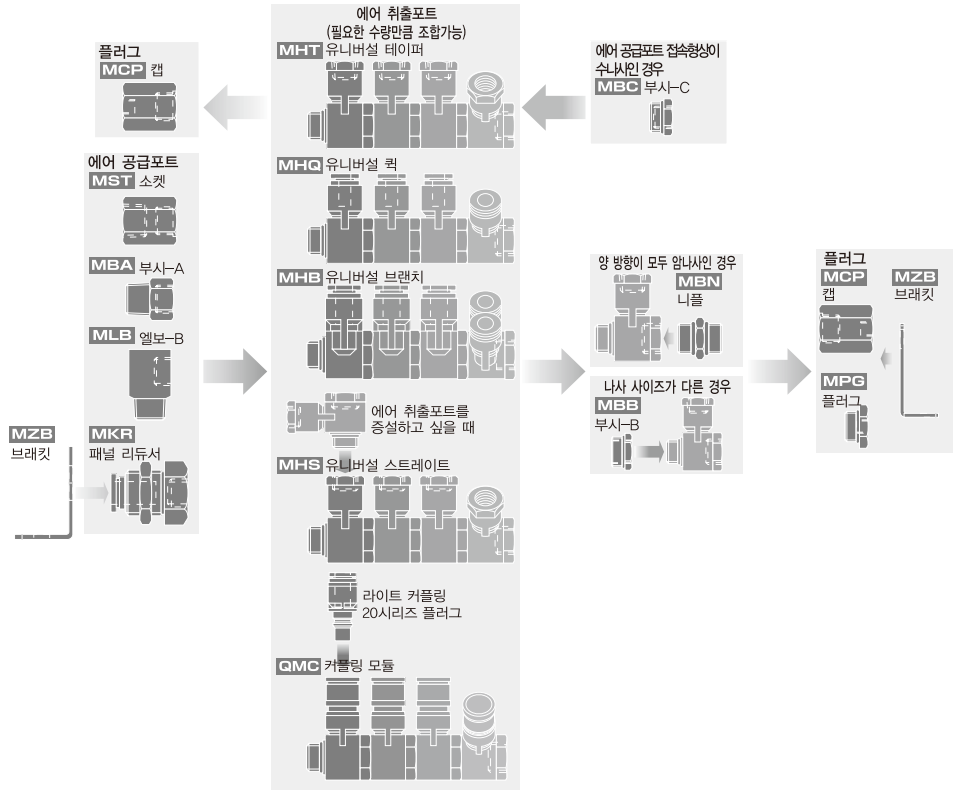 플러그
MCP 캡
에어 공급포트
MST 소켓
MBA 부시-A
MLB 엘보-B
MZB
브래킷
MKR
패널 리듀서
에어 취출포트
(필요한 수량만큼 조합가능)
MHT 유니버설 테이퍼
MHQ 유니버설 퀵
MHB 유니버설 브랜치
에어 취출포트를
증설하고 싶을 때
MHS 유니버설 스트레이트
라이트 커플링
20시리즈 플러그
QMC 커플링 모듈
에어 공급포트 접속형상이
수나사인 경우
MBC 부시-C
양 방향이 모두 암나사인 경우
MBN
니플
나사 사이즈가 다른 경우
MBB
부시-B
플러그
MCP
캡
MZB
브래킷
MPG
플러그